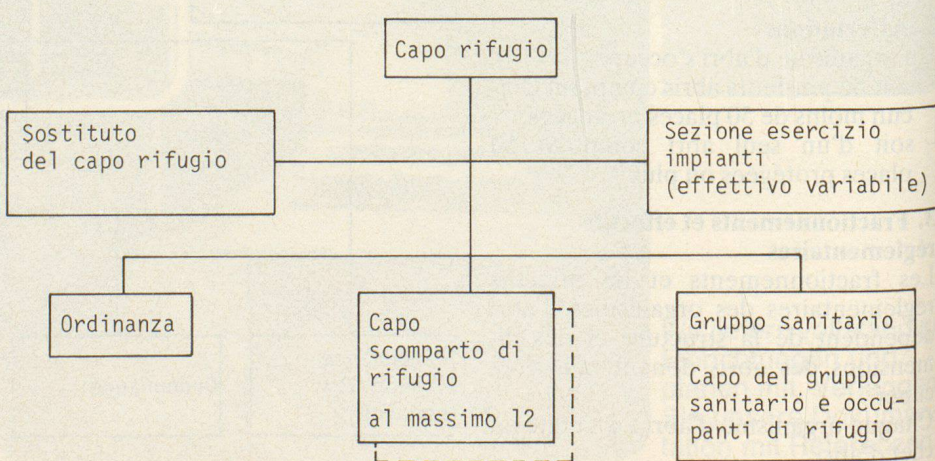 Capo rifugio
Sostituto
del capo rifugio
Sezione esercizio
impianti
(effettivo variabile)
Ordinanza
Capo
scomparto di
rifugio
al massimo 12
Gruppo sanitario
Capo del gruppo
sanitario e occu-
panti di rifugio